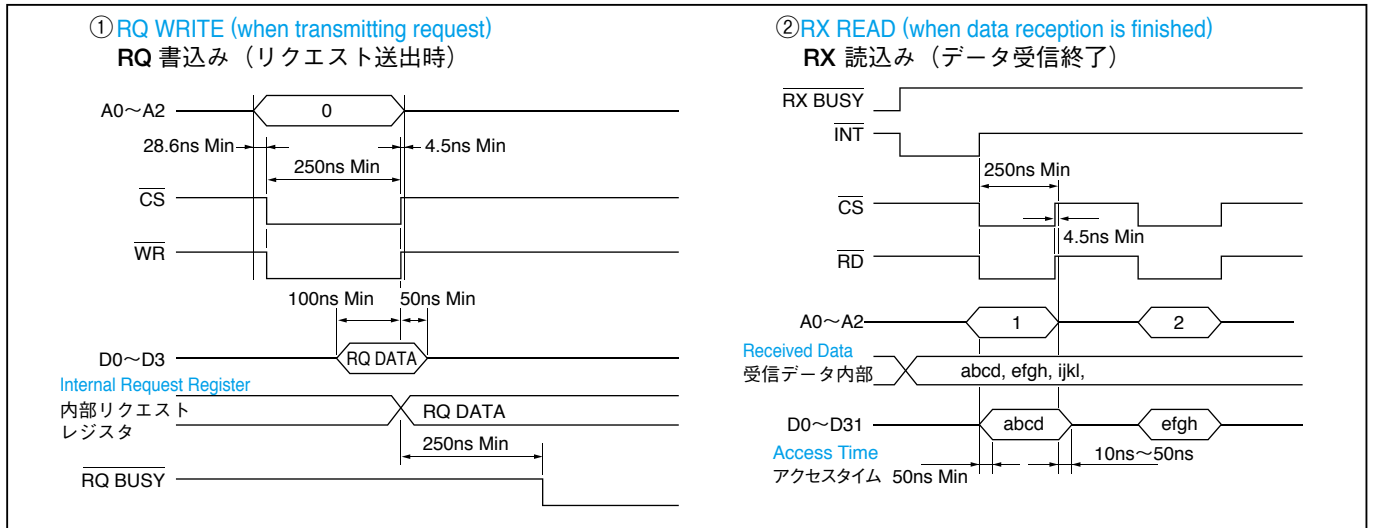 ①RQ WRITE (when transmitting request)
RQ 書込み（リクエスト送出時）
A0～A2
0
28.6ns Min
4.5ns Min
250ns Min
CS
WR
100ns Min
50ns Min
D0～D3
RQ DATA
Internal Request Register
内部リクエスト
レジスタ
RQ DATA
250ns Min
RQ BUSY
②RX READ (when data reception is finished)
RX 読込み（データ受信終了）
RX BUSY
INT
250ns Min
CS
4.5ns Min
RD
A0～A2
1
2
Received Data
受信データ内部
abcd, efgh, ijkl,
D0～D31
abcd
efgh
Access Time
アクセスタイム
50ns Min
10ns～50ns